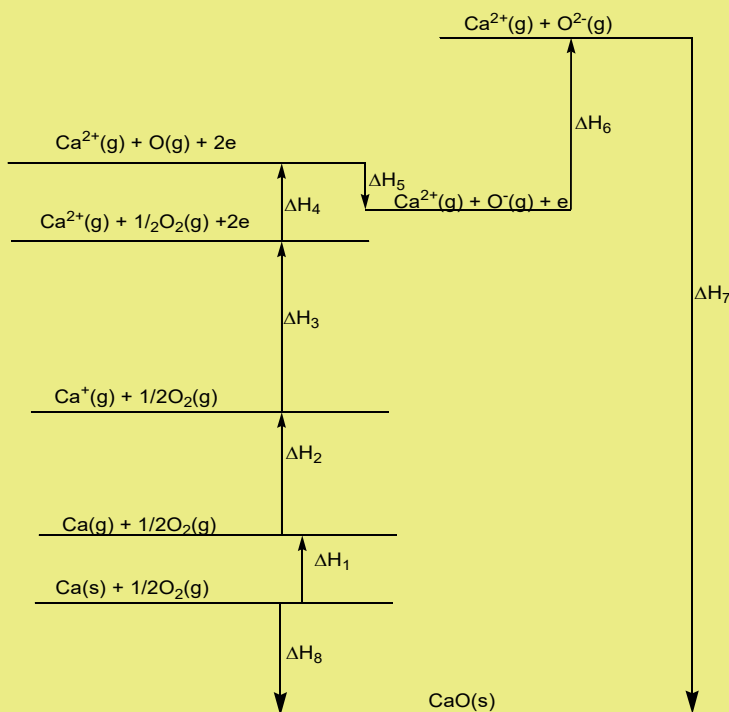 Ca²⁺(g) + O²⁻(g)
Ca²⁺(g) + O(g) + 2e
ΔH₆
ΔH₅
Ca²⁺(g) + O⁻(g) + e
ΔH₄
Ca²⁺(g) + 1/₂O₂(g) +2e
ΔH₇
ΔH₃
Ca⁺(g) + 1/2O₂(g)
ΔH₂
Ca(g) + 1/2O₂(g)
ΔH₁
Ca(s) + 1/2O₂(g)
ΔH₈
CaO(s)